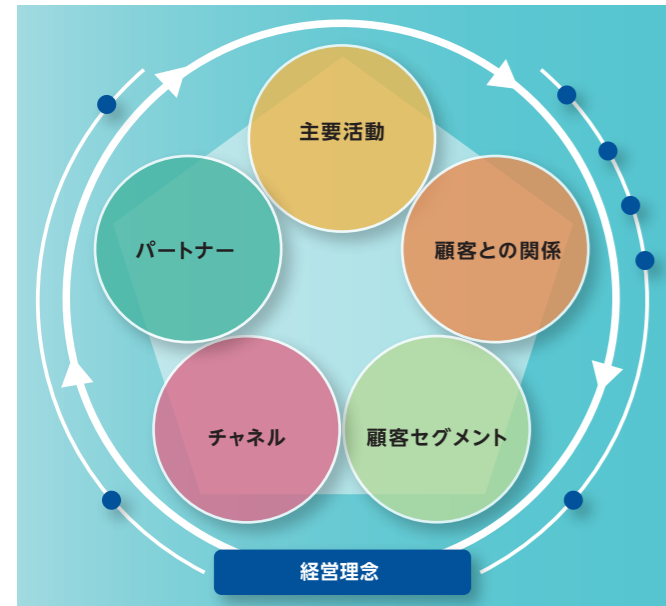 主要活動
パートナー
顧客との関係
チャネル
顧客セグメント
経営理念